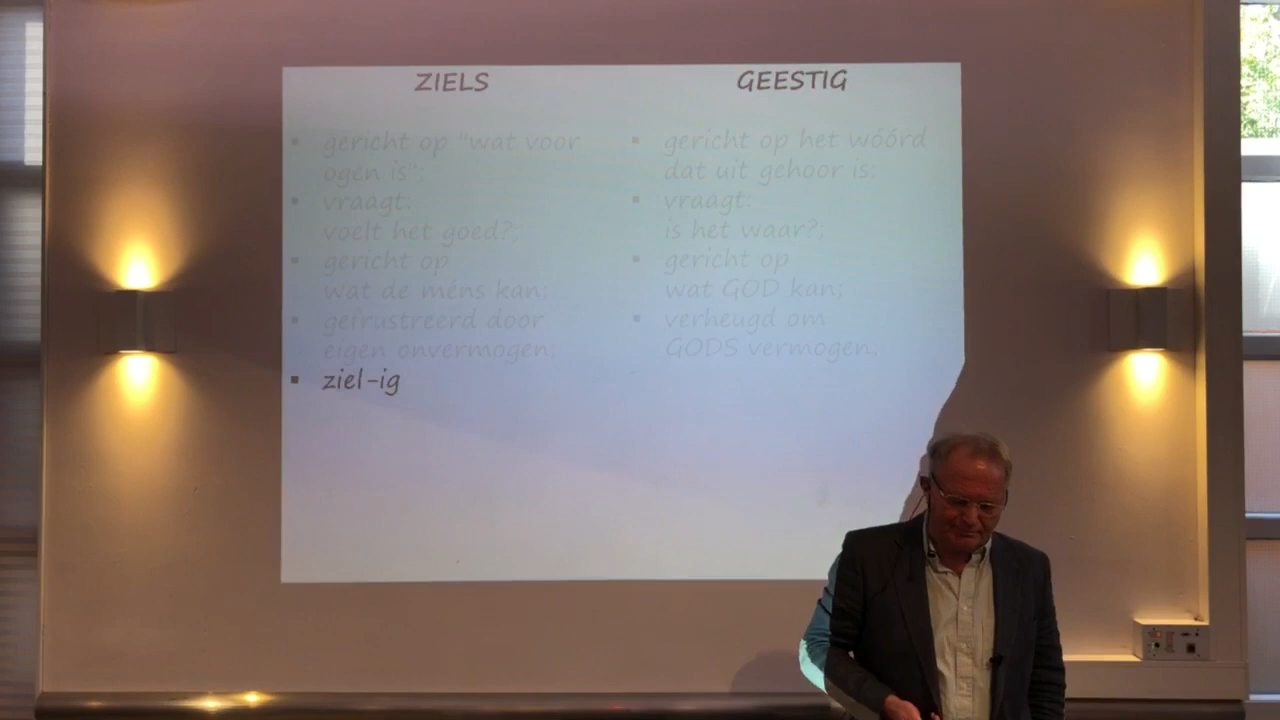 ZIELS
▪ gericht op "wat voor
ogen is";
▪ vraagt:
voelt het goed?;
▪ gericht op
wat de méns kan;
▪ gefrustreerd door
eigen onvermogen;
▪ ziel-ig
GEESTIG
▪ gericht op het wóórd
dat uit gehoor is;
▪ vraagt:
is het waar?;
▪ gericht op
wat GOD kan;
▪ verheugd om
GODS vermogen.